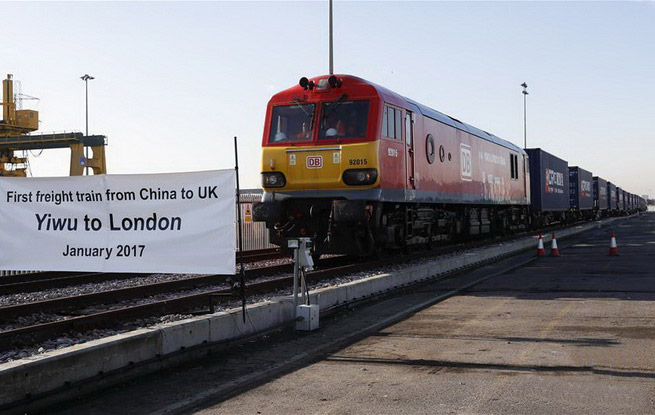 First freight train from China to UK
Yiwu to London
January 2017
DB
92015
DB